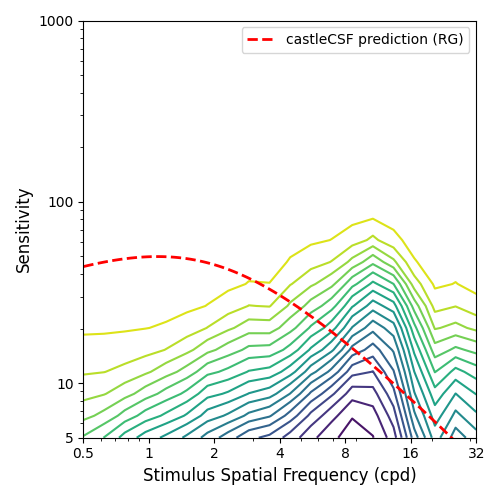 1000
castleCSF prediction (RG)
100
10
5
Sensitivity
0.5 1 2 4 8 16 32
Stimulus Spatial Frequency (cpd)